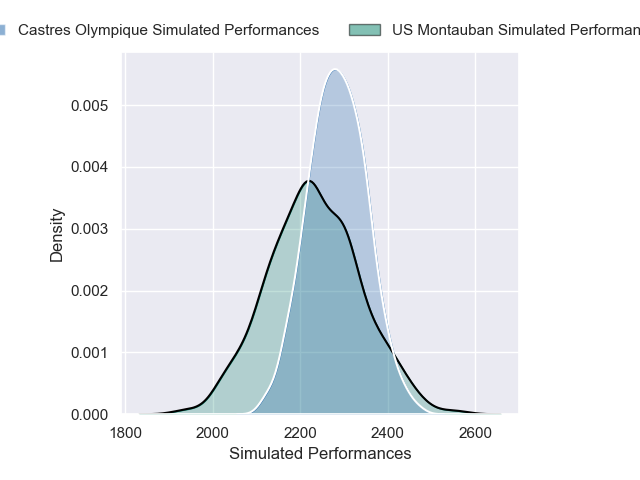 Castres Olympique Simulated Performances
US Montauban Simulated Performan
0.005
0.004
0.003
0.002
0.001
0.000
Density
1800 2000 2200 2400 2600
Simulated Performances